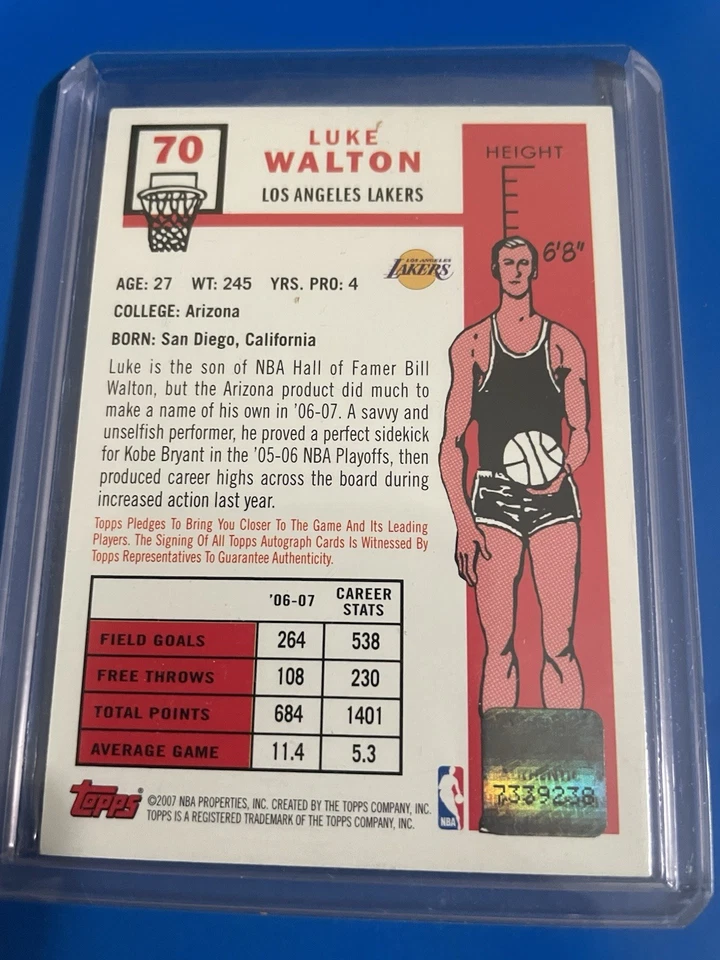 70
LUKE
WALTON
LOS ANGELES LAKERS
HEIGHT
6'8"
LOS ANGELES
LAKERS
AGE: 27 WT: 245 YRS. PRO: 4
COLLEGE: Arizona
BORN: San Diego, California
Luke is the son of NBA Hall of Famer Bill
Walton, but the Arizona product did much to
make a name of his own in '06-07. A savvy and
unselfish performer, he proved a perfect sidekick
for Kobe Bryant in the '05-06 NBA Playoffs, then
produced career highs across the board during
increased action last year.
Topps Pledges To Bring You Closer To The Game And Its Leading
Players. The Signing Of All Topps Autograph Cards Is Witnessed By
Topps Representatives To Guarantee Authenticity.
'06-07 CAREER STATS
FIELD GOALS 264 538
FREE THROWS 108 230
TOTAL POINTS 684 1401
AVERAGE GAME 11.4 5.3
Topps®
©2007 NBA PROPERTIES, INC. CREATED BY THE TOPPS COMPANY, INC.
TOPPS IS A REGISTERED TRADEMARK OF THE TOPPS COMPANY, INC.
NBA
7339238